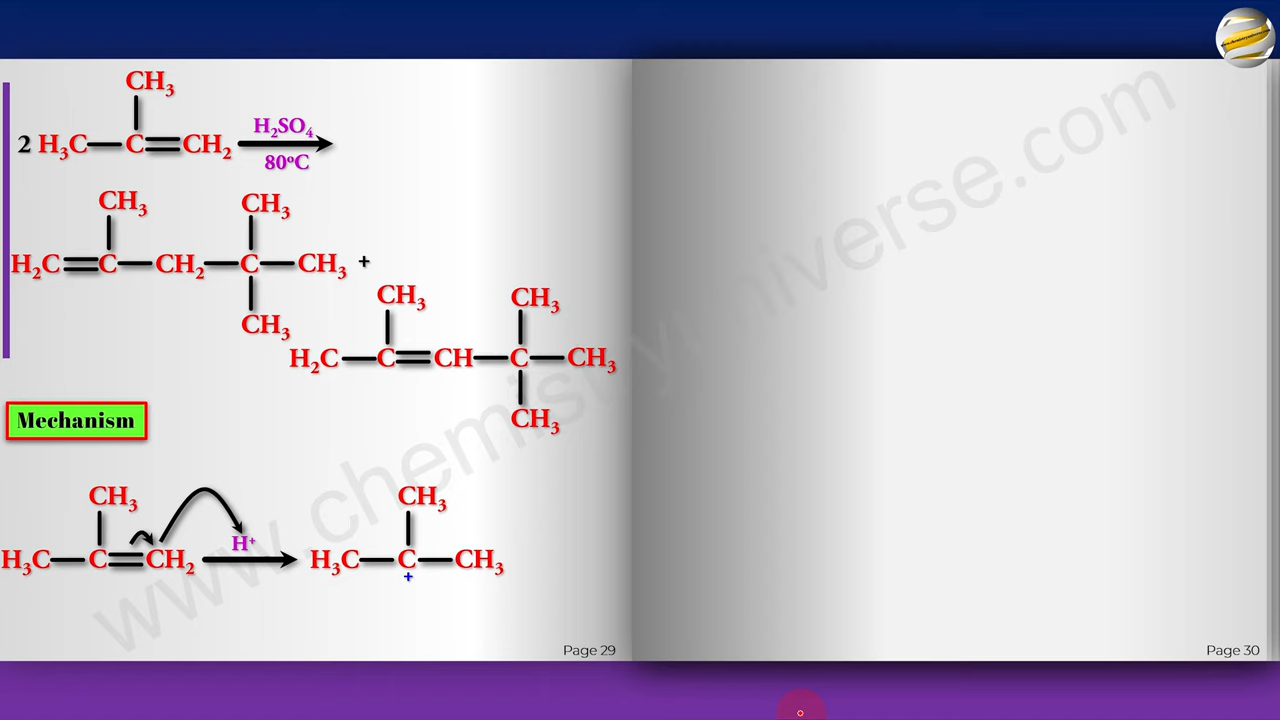 CH₃
2 H₃C—C=CH₂ H₂SO₄ 80°C
CH₃ CH₃
H₂C=C—CH₂—C—CH₃ +
CH₃
CH₃ CH₃
H₂C—C=CH—C—CH₃
CH₃
Mechanism
CH₃ CH₃
H₃C—C=CH₂ H⁺ H₃C—C—CH₃
+
Page 29
Page 30
www.chemistryuniverse.com